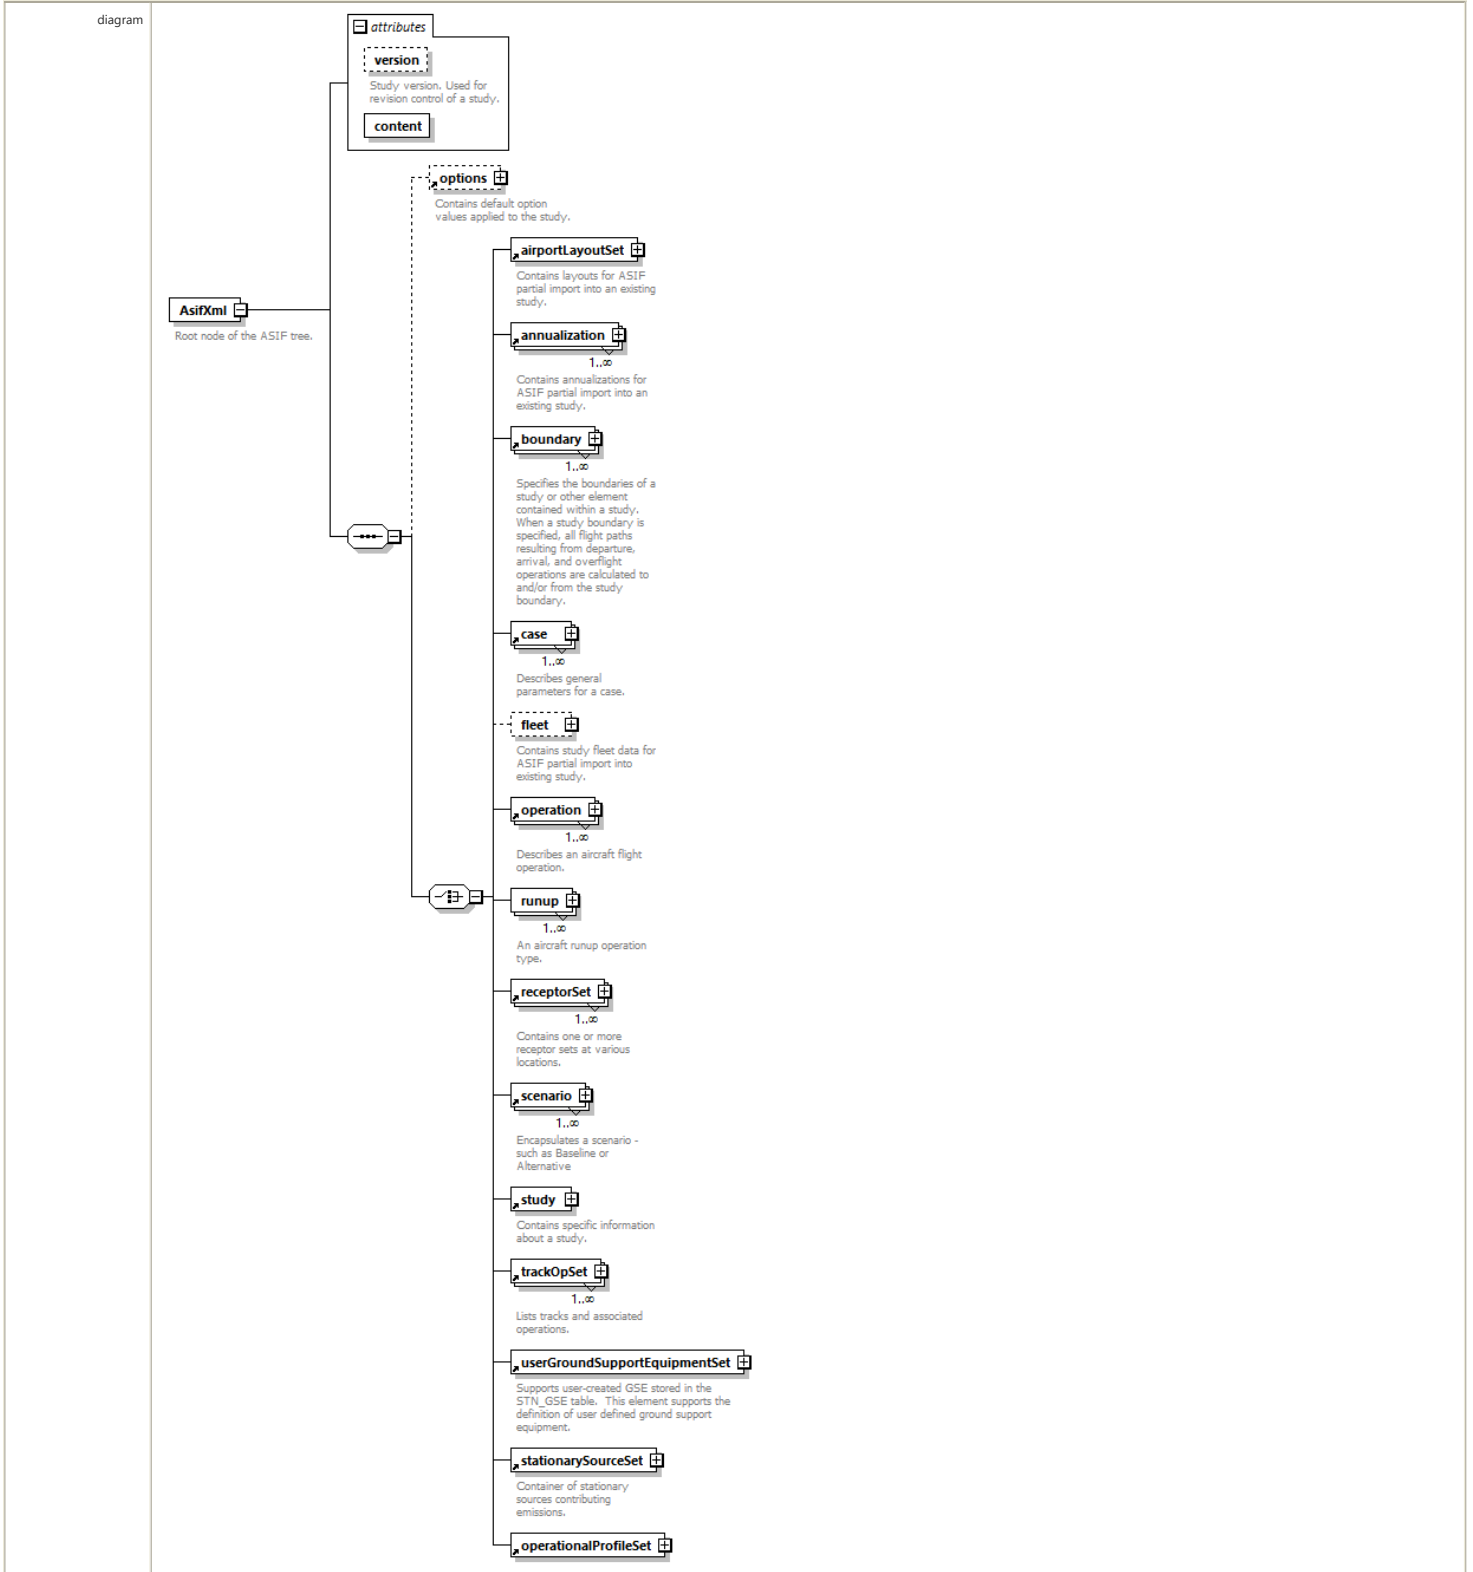 diagram
attributes
version
Study version. Used for
revision control of a study.
content
options
Contains default option
values applied to the study.
airportLayoutSet
Contains layouts for ASIF
partial import into an existing
study.
AsifXml
Root node of the ASIF tree.
annualization
1..∞
Contains annualizations for
ASIF partial import into an
existing study.
boundary
1..∞
Specifies the boundaries of a
study or other element
contained within a study.
When a study boundary is
specified, all flight paths
resulting from departure,
arrival, and overflight
operations are calculated to
and/or from the study
boundary.
case
1..∞
Describes general
parameters for a case.
fleet
Contains study fleet data for
ASIF partial import into
existing study.
operation
1..∞
Describes an aircraft flight
operation.
runup
1..∞
An aircraft runup operation
type.
receptorSet
1..∞
Contains one or more
receptor sets at various
locations.
scenario
1..∞
Encapsulates a scenario -
such as Baseline or
Alternative
study
Contains specific information
about a study.
trackOpSet
1..∞
Lists tracks and associated
operations.
userGroundSupportEquipmentSet
Supports user-created GSE stored in the
STN_GSE table.  This element supports the
definition of user defined ground support
equipment.
stationarySourceSet
Container of stationary
sources contributing
emissions.
operationalProfileSet